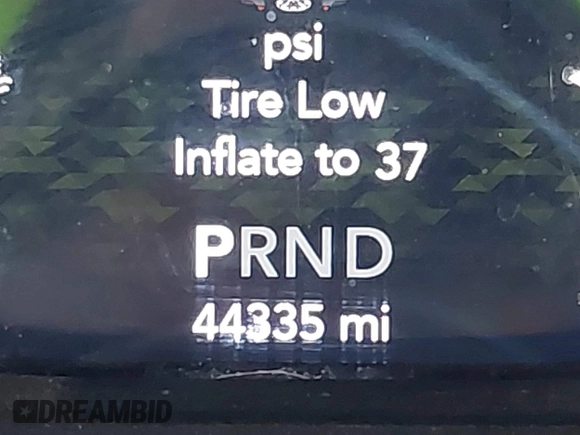 psi
Tire Low
Inflate to 37
PRND
44335 mi
DREAMBID